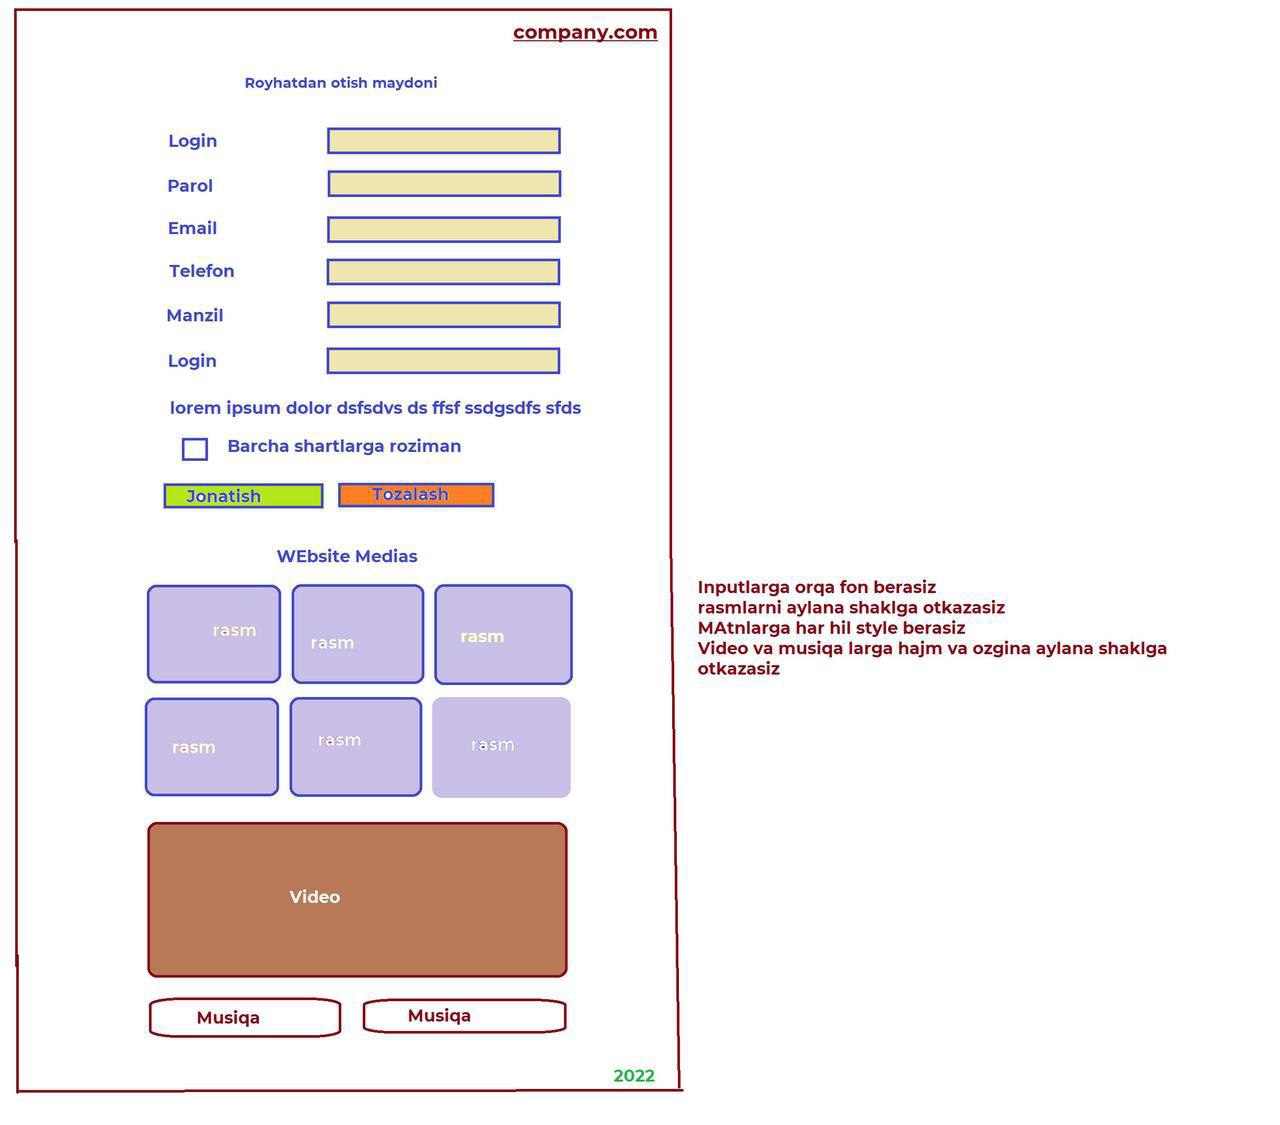 company.com
Royhatdan otish maydoni
Login
Parol
Email
Telefon
Manzil
Login
lorem ipsum dolor dsfsdvs ds ffsf ssdgsdfs sfds
Barcha shartlarga roziman
Jonatish
Tozalash
WEbsite Medias
rasm
rasm
rasm
rasm
rasm
rasm
Video
Musiqa
Musiqa
2022
Inputlarga orqa fon berasiz
rasmlarni aylana shaklga otkazasiz
MAtnlarga har hil style berasiz
Video va musiqa larga hajm va ozgina aylana shaklga
otkazasiz